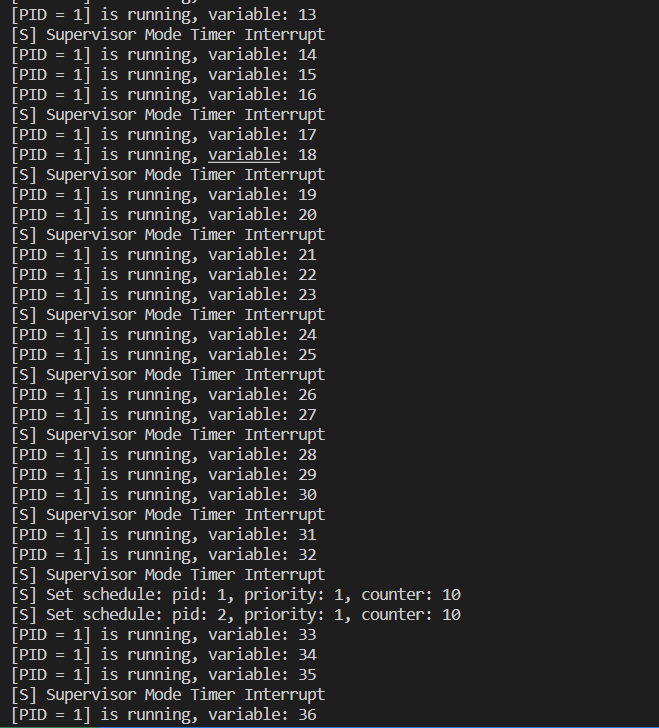 [PID = 1] is running, variable: 13
[S] Supervisor Mode Timer Interrupt
[PID = 1] is running, variable: 14
[PID = 1] is running, variable: 15
[PID = 1] is running, variable: 16
[S] Supervisor Mode Timer Interrupt
[PID = 1] is running, variable: 17
[PID = 1] is running, variable: 18
[S] Supervisor Mode Timer Interrupt
[PID = 1] is running, variable: 19
[PID = 1] is running, variable: 20
[S] Supervisor Mode Timer Interrupt
[PID = 1] is running, variable: 21
[PID = 1] is running, variable: 22
[PID = 1] is running, variable: 23
[S] Supervisor Mode Timer Interrupt
[PID = 1] is running, variable: 24
[PID = 1] is running, variable: 25
[S] Supervisor Mode Timer Interrupt
[PID = 1] is running, variable: 26
[PID = 1] is running, variable: 27
[S] Supervisor Mode Timer Interrupt
[PID = 1] is running, variable: 28
[PID = 1] is running, variable: 29
[PID = 1] is running, variable: 30
[S] Supervisor Mode Timer Interrupt
[PID = 1] is running, variable: 31
[PID = 1] is running, variable: 32
[S] Supervisor Mode Timer Interrupt
[S] Set schedule: pid: 1, priority: 1, counter: 10
[S] Set schedule: pid: 2, priority: 1, counter: 10
[PID = 1] is running, variable: 33
[PID = 1] is running, variable: 34
[PID = 1] is running, variable: 35
[S] Supervisor Mode Timer Interrupt
[PID = 1] is running, variable: 36